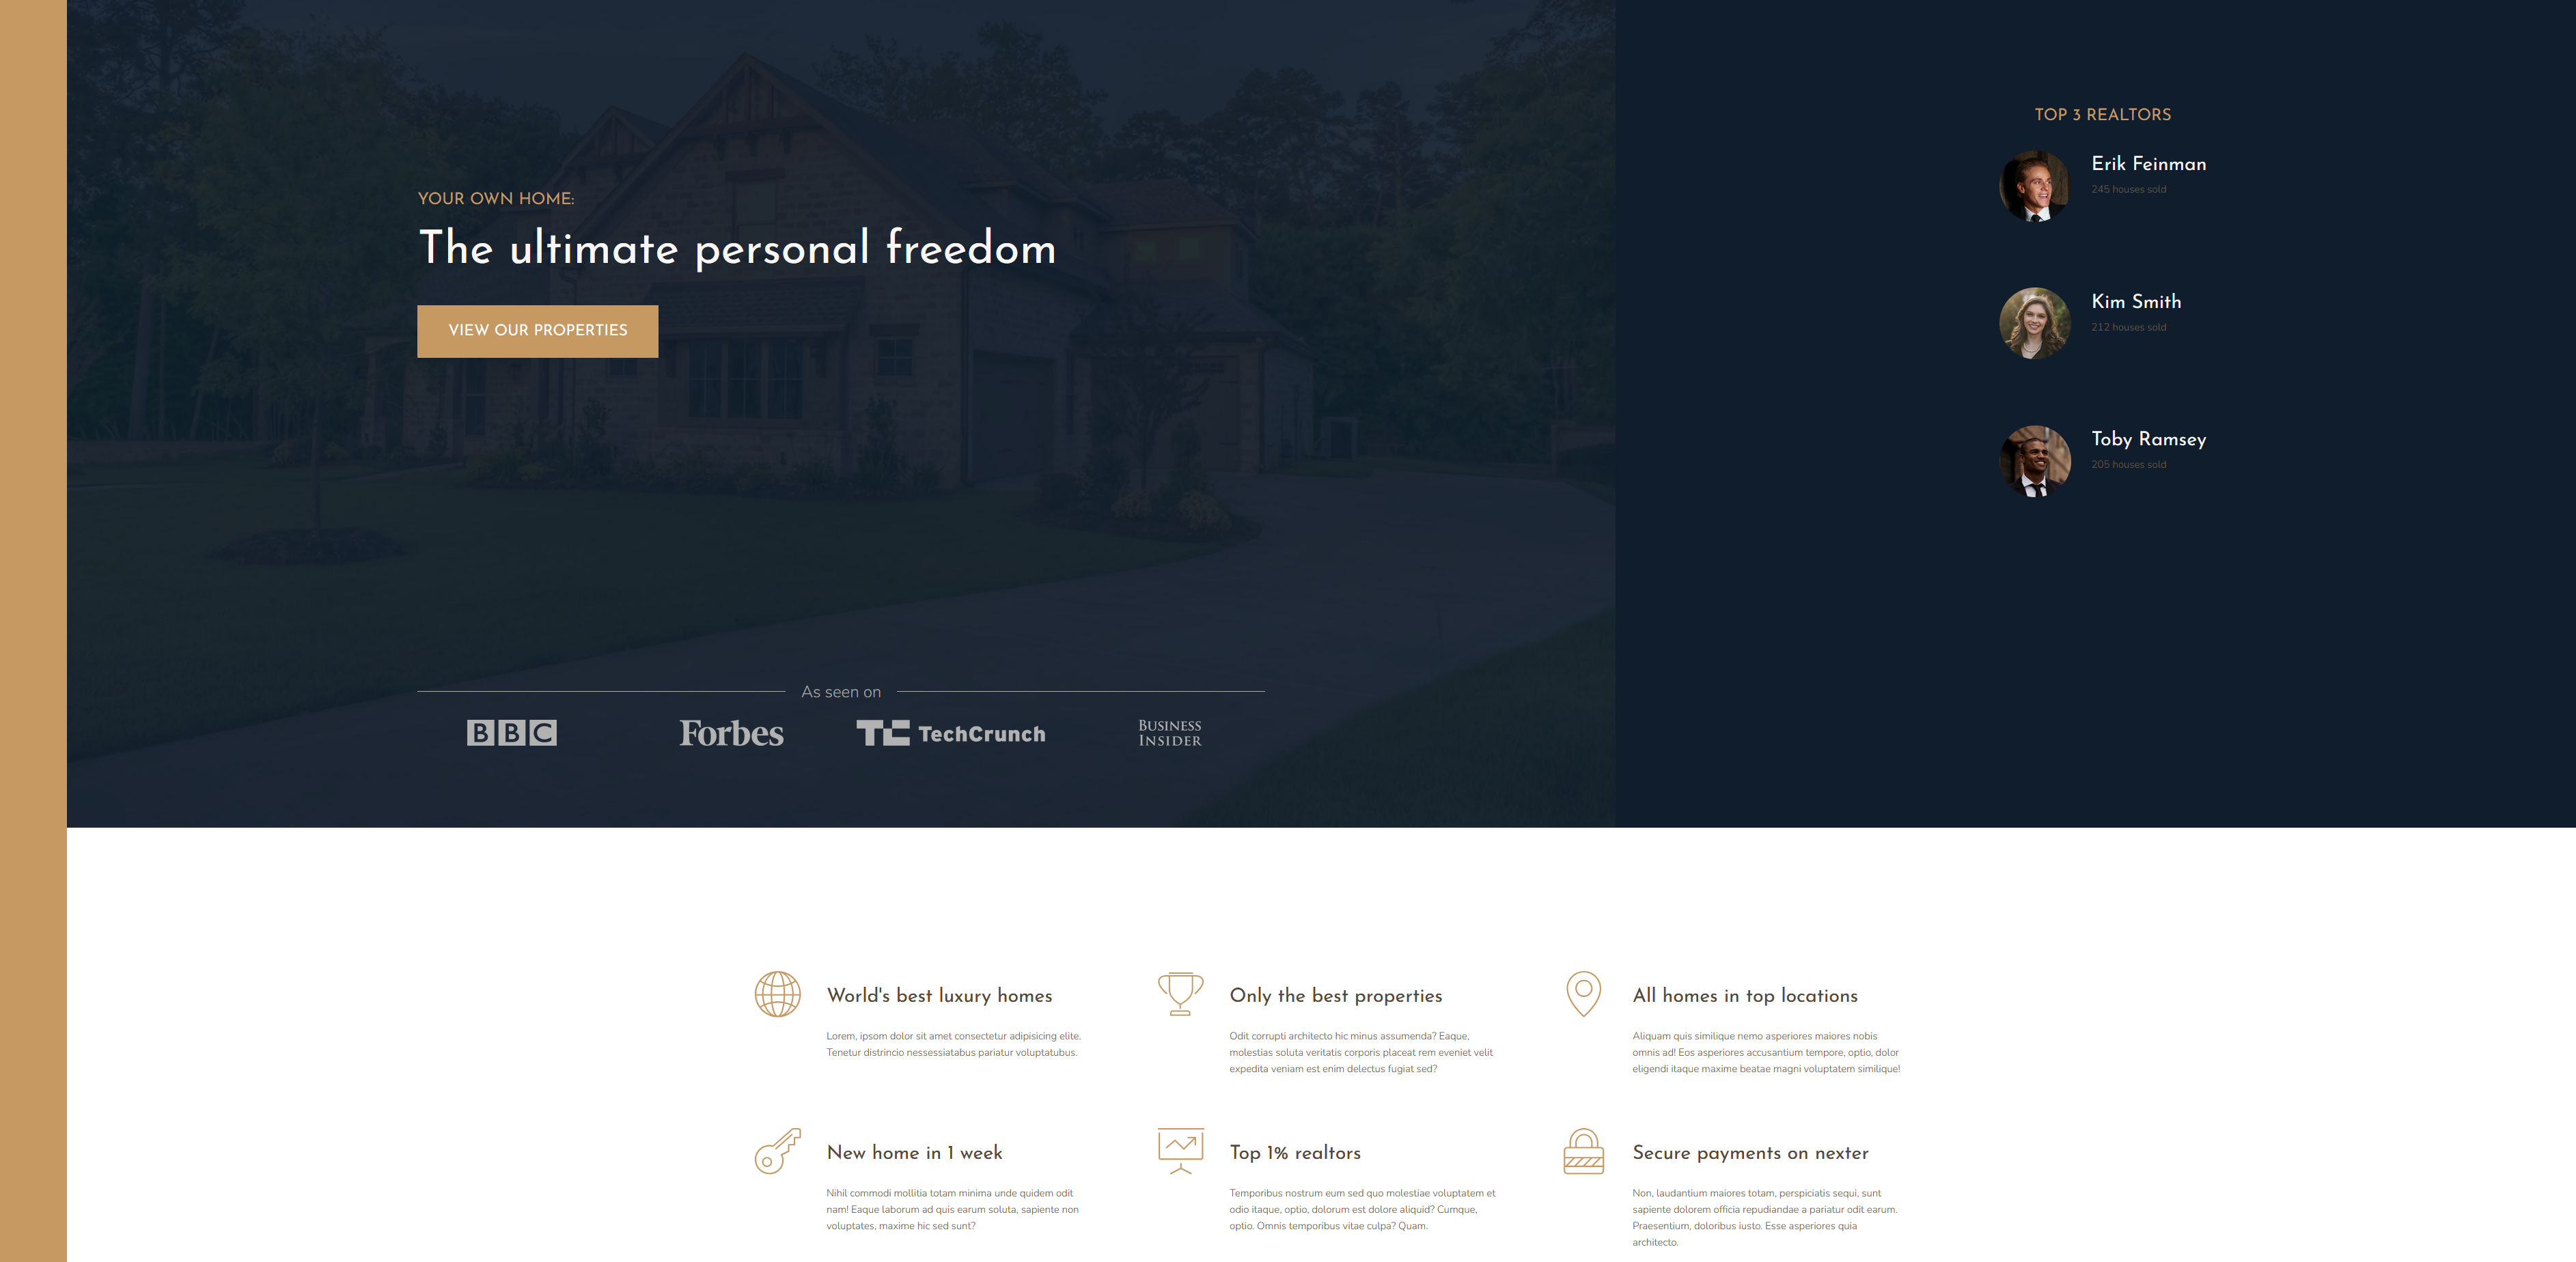 YOUR OWN HOME:
The ultimate personal freedom
VIEW OUR PROPERTIES
As seen on
BBC
Forbes
TC TechCrunch
BUSINESS
INSIDER
TOP 3 REALTORS
Erik Feinman
245 houses sold
Kim Smith
212 houses sold
Toby Ramsey
205 houses sold
World's best luxury homes
Lorem, ipsom dolor sit amet consectetur adipisicing elite.
Tenetur distrincio nessessiatabus pariatur voluptatubus.
Only the best properties
Odit corrupti architecto hic minus assumenda? Eaque,
molestias soluta veritatis corporis placeat rem eveniet velit
expedita veniam est enim delectus fugiat sed?
All homes in top locations
Aliquam quis similique nemo asperiores maiores nobis
omnis ad! Eos asperiores accusantium tempore, optio, dolor
eligendi itaque maxime beatae magni voluptatem similique!
New home in 1 week
Nihil commodi mollitia totam minima unde quidem odit
nam! Eaque laborum ad quis earum soluta, sapiente non
voluptates, maxime hic sed sunt?
Top 1% realtors
Temporibus nostrum eum sed quo molestiae voluptatem et
odio itaque, optio, dolorum est dolore aliquid? Cumque,
optio. Omnis temporibus vitae culpa? Quam.
Secure payments on nexter
Non, laudantium maiores totam, perspiciatis sequi, sunt
sapiente dolorem officia repudiandae a pariatur odit earum.
Praesentium, doloribus iusto. Esse asperiores quia
architecto.